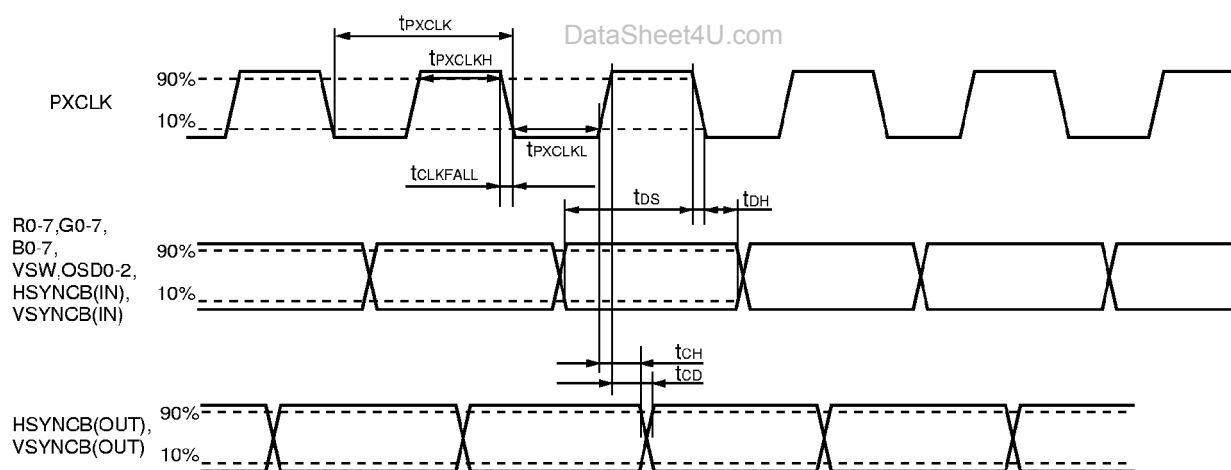 tPXCLK
DataSheet4U.com
tPXCLKH
90%
PXCLK
10%
tPXCLKL
tCLKFALL
tDS
tDH
R0-7,G0-7,
B0-7,
VSW,OSD0-2,
HSYNCB(IN),
VSYNCB(IN)
90%
10%
tCH
tCD
HSYNCB(OUT),
VSYNCB(OUT)
90%
10%